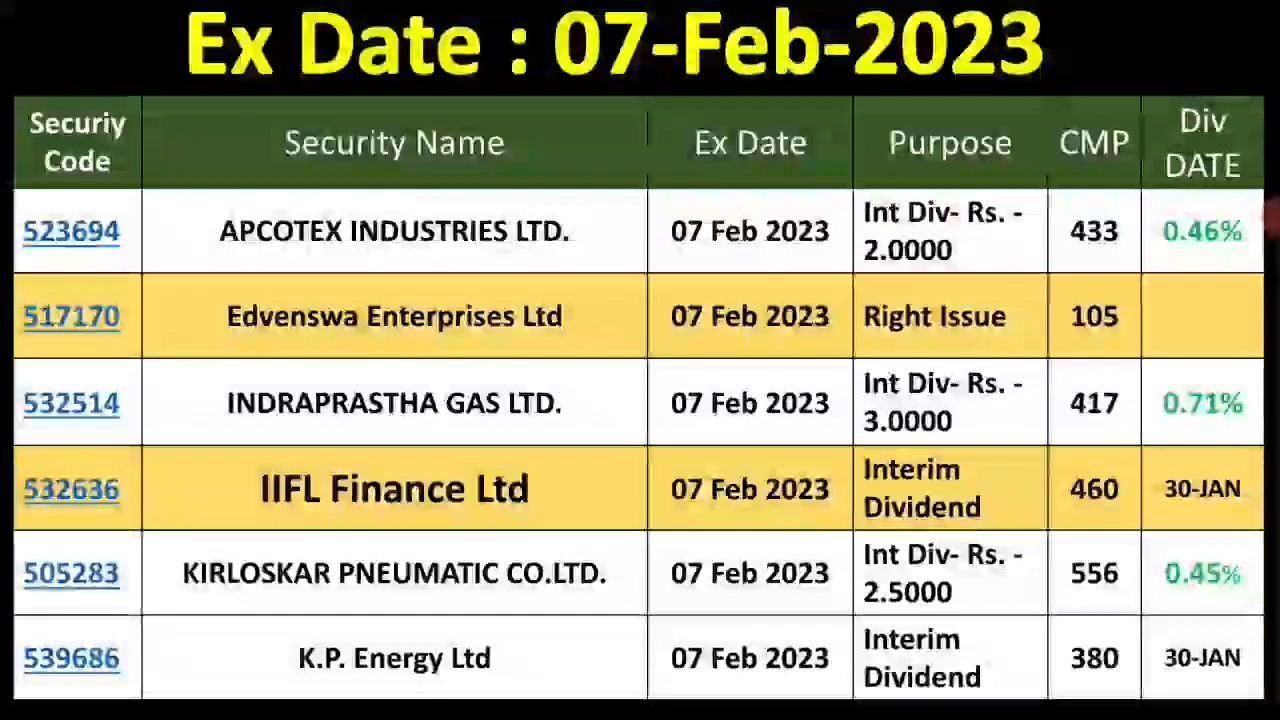 Ex Date : 07-Feb-2023
Securiy Code Security Name Ex Date Purpose CMP Div DATE
523694 APCOTEX INDUSTRIES LTD. 07 Feb 2023 Int Div- Rs. - 2.0000 433 0.46%
517170 Edvenswa Enterprises Ltd 07 Feb 2023 Right Issue 105
532514 INDRAPRASTHA GAS LTD. 07 Feb 2023 Int Div- Rs. - 3.0000 417 0.71%
532636 IIFL Finance Ltd 07 Feb 2023 Interim Dividend 460 30-JAN
505283 KIRLOSKAR PNEUMATIC CO.LTD. 07 Feb 2023 Int Div- Rs. - 2.5000 556 0.45%
539686 K.P. Energy Ltd 07 Feb 2023 Interim Dividend 380 30-JAN